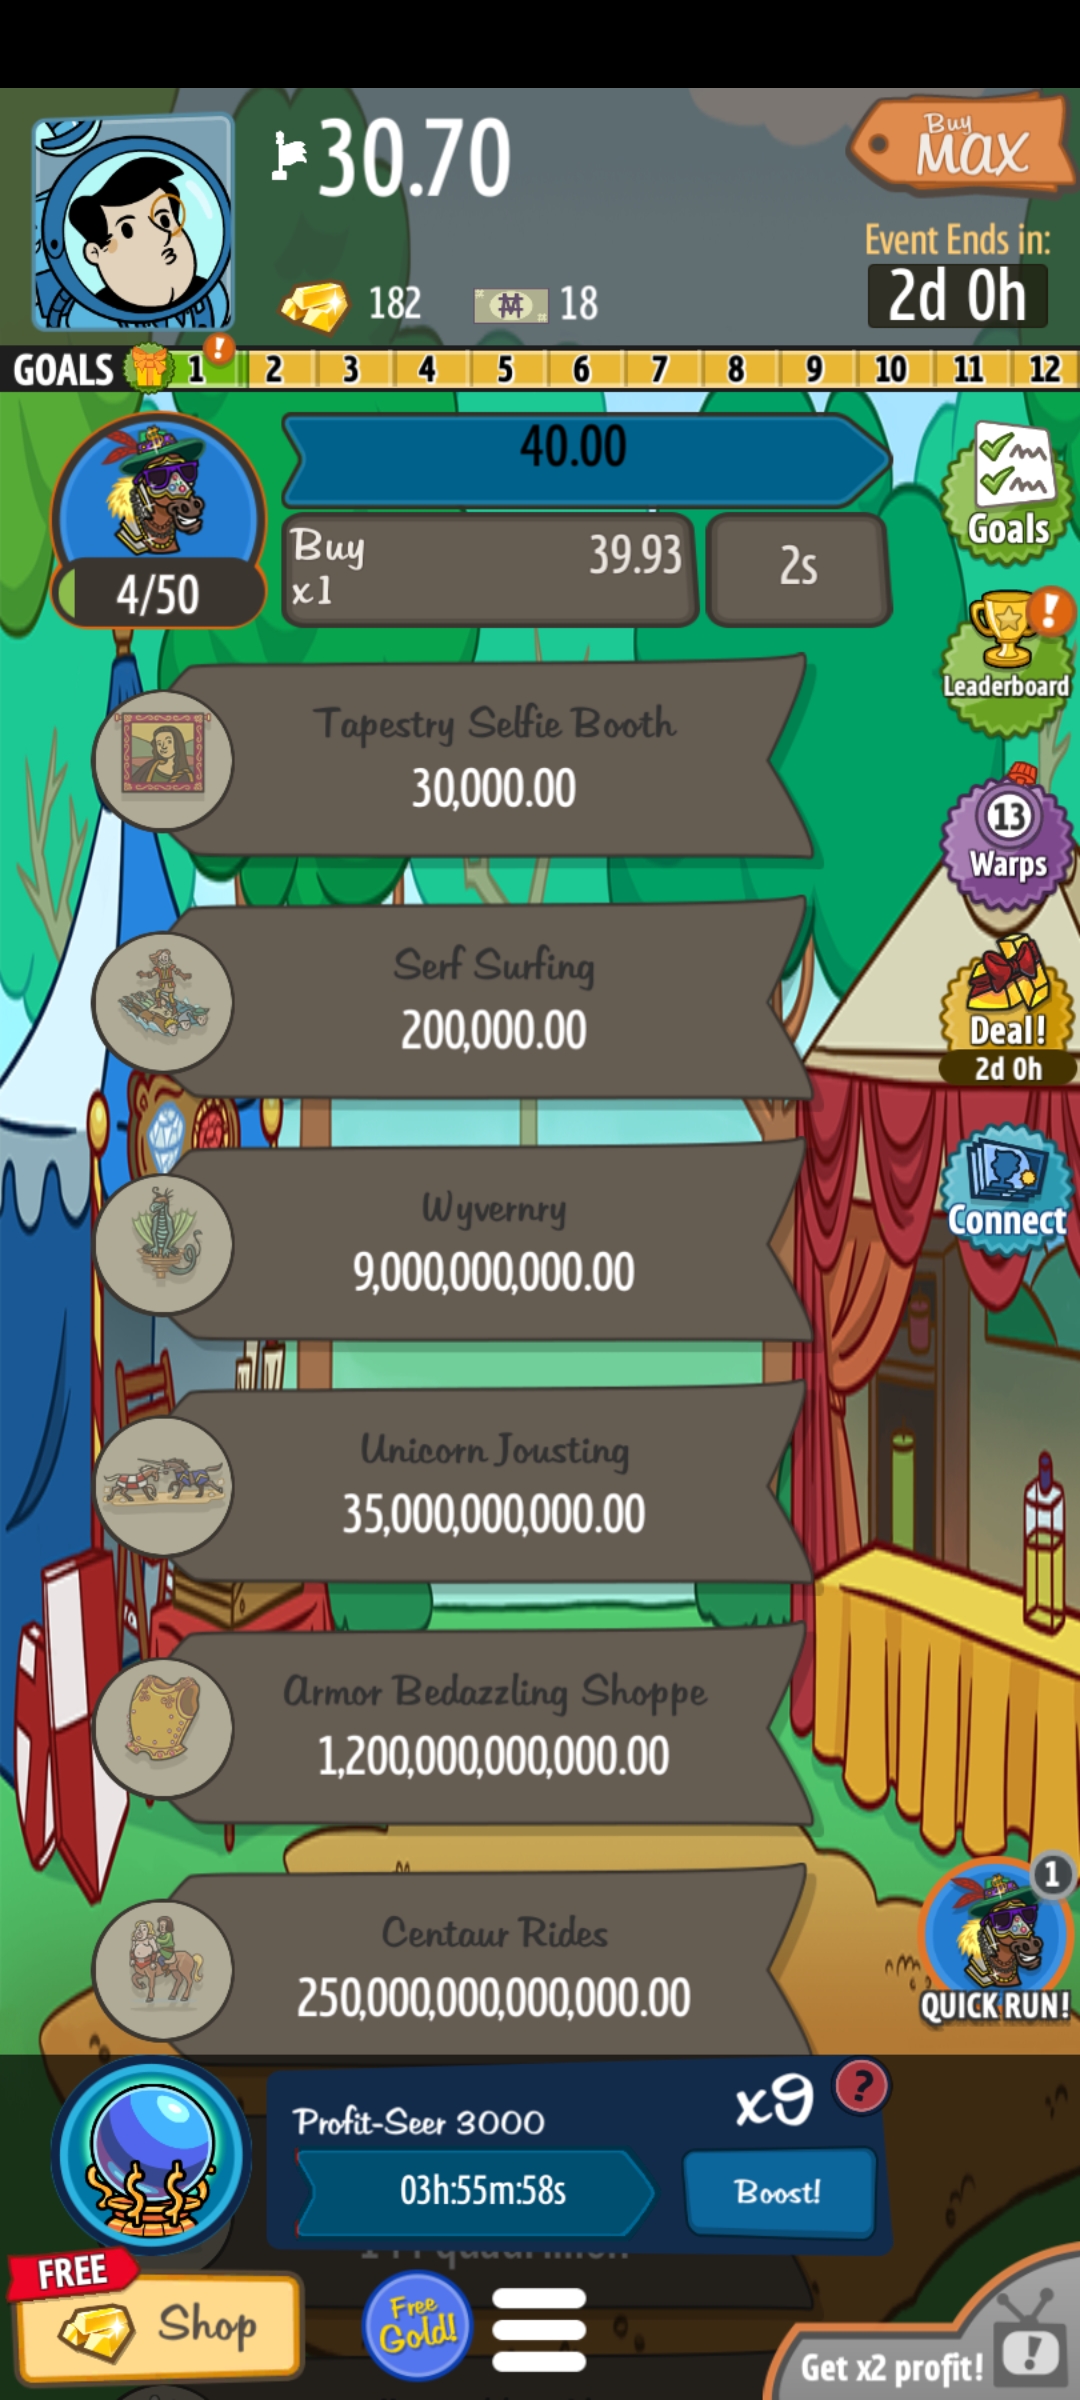 30.70
Buy
MAX
Event Ends in:
2d 0h
182
18
GOALS 1 ! 2 3 4 5 6 7 8 9 10 11 12
40.00
Buy
x1
39.93
2s
4/50
Goals
!
Leaderboard
Tapestry Selfie Booth
30,000.00
13
Warps
Serf Surfing
200,000.00
Deal!
2d 0h
Wyvernry
9,000,000,000.00
Connect
Unicorn Jousting
35,000,000,000.00
Armor Bedazzling Shoppe
1,200,000,000,000.00
Centaur Rides
250,000,000,000,000.00
1
QUICK RUN!
Profit-Seer 3000
x9
?
03h:55m:58s
Boost!
FREE
Shop
Free
Gold!
Get x2 profit!
!